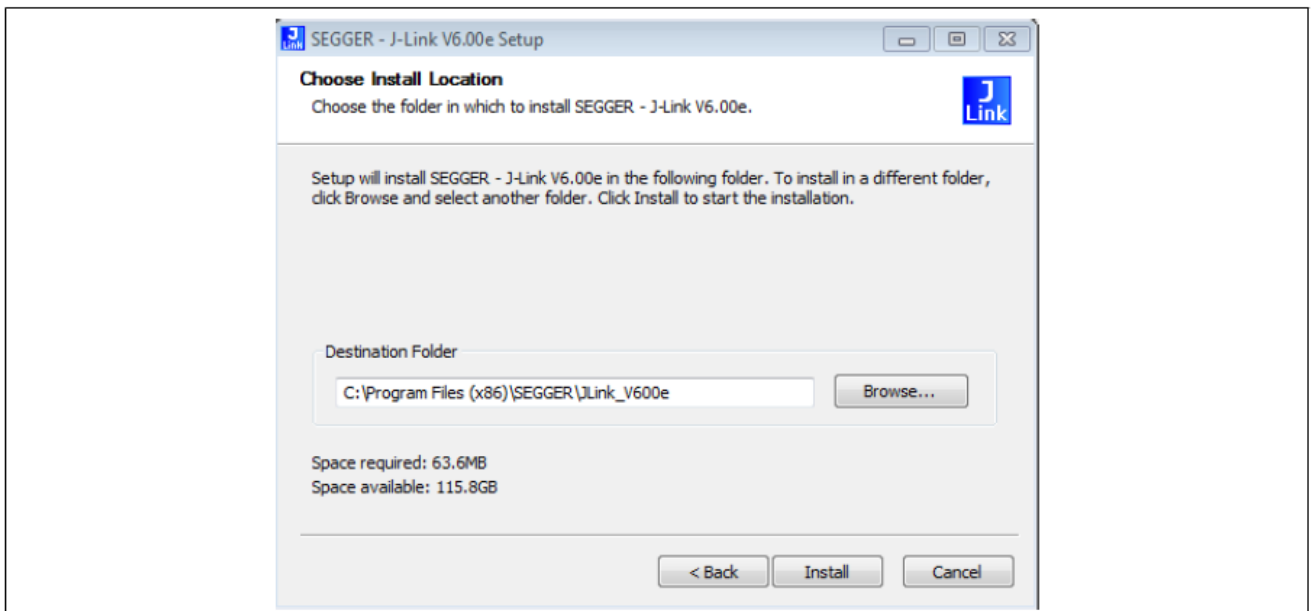 J
Link
SEGGER - J-Link V6.00e Setup
Choose Install Location
Choose the folder in which to install SEGGER - J-Link V6.00e.
J
Link
Setup will install SEGGER - J-Link V6.00e in the following folder. To install in a different folder,
click Browse and select another folder. Click Install to start the installation.
Destination Folder
C:\Program Files (x86)\SEGGER\JLink_V600e
Browse...
Space required: 63.6MB
Space available: 115.8GB
< Back
Install
Cancel